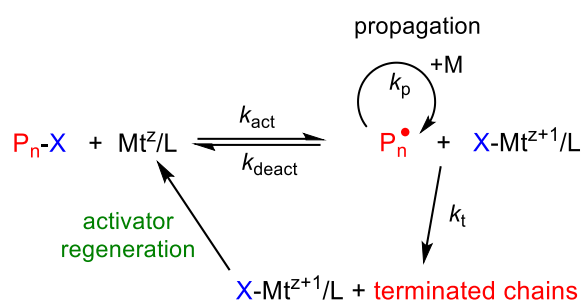 propagation
+M
kp
Pn-X + Mtz/L
kact
kdeact
Pn• + X-Mtz+1/L
kt
activator
regeneration
X-Mtz+1/L + terminated chains